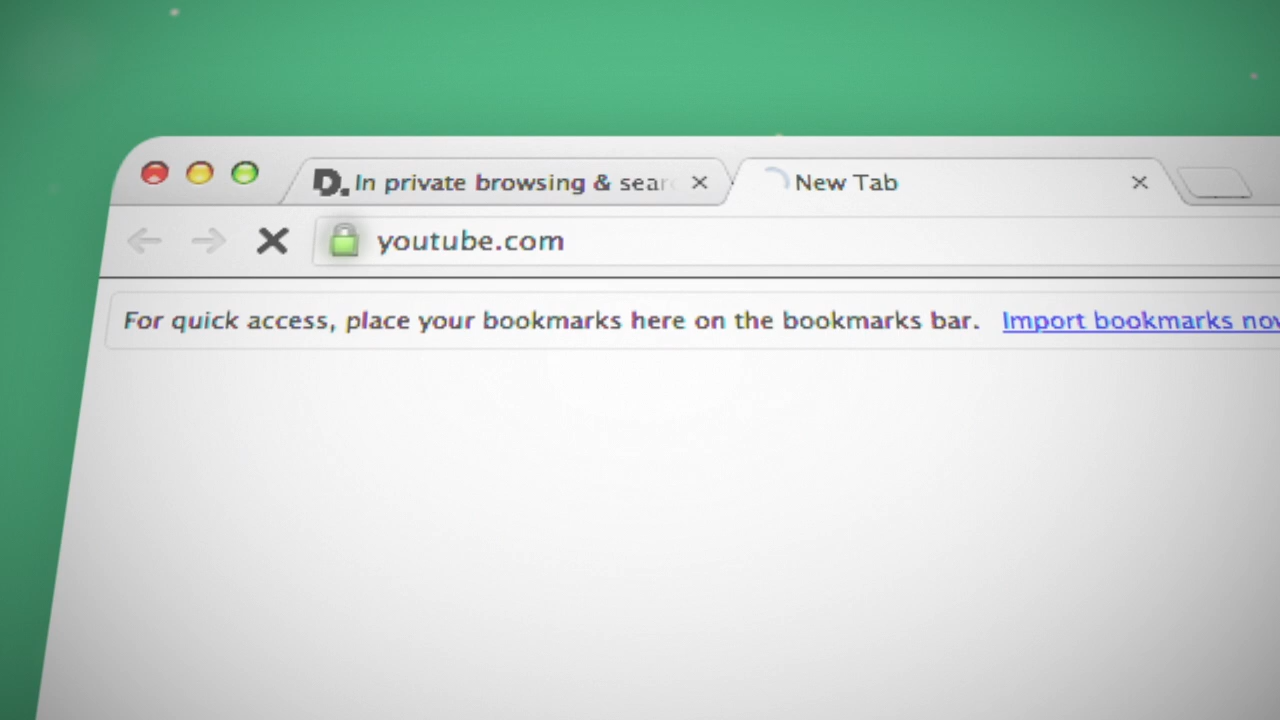 D. In private browsing & sear
New Tab
youtube.com
For quick access, place your bookmarks here on the bookmarks bar. Import bookmarks now